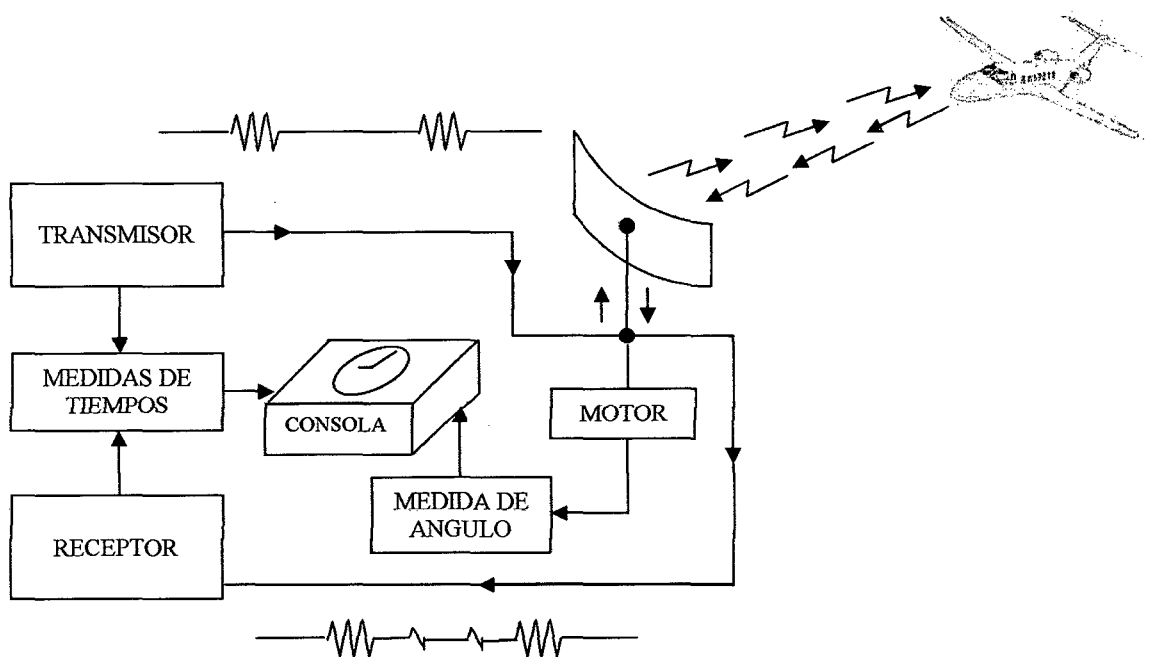 TRANSMISOR
MEDIDAS DE
TIEMPOS
CONSOLA
MOTOR
MEDIDA DE
ANGULO
RECEPTOR